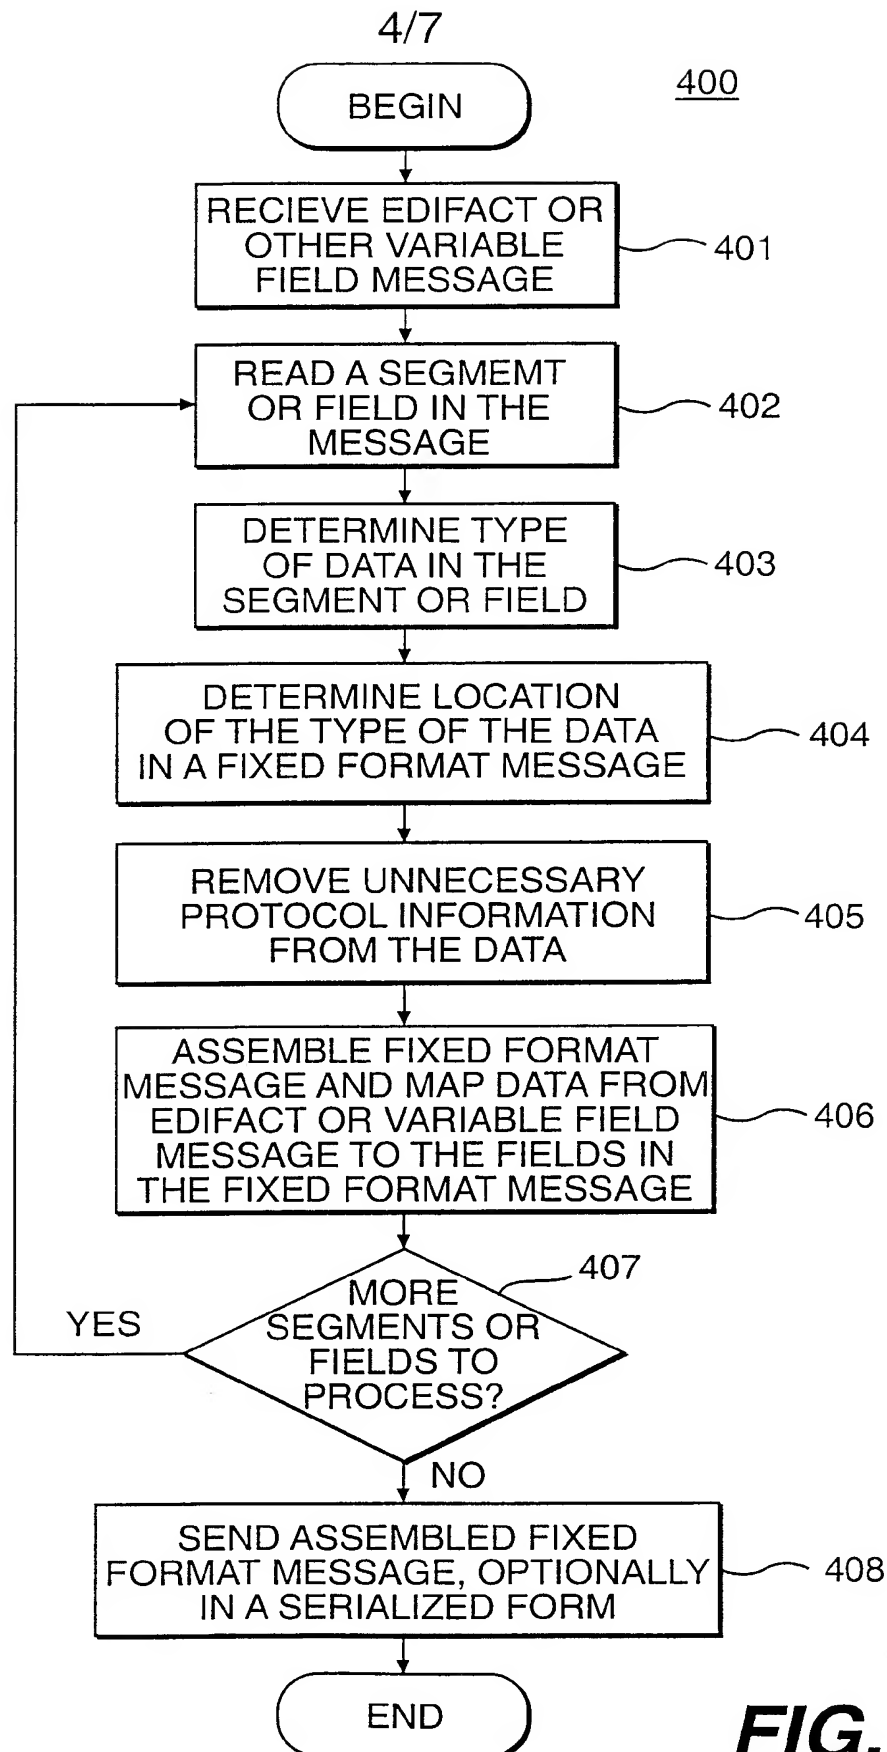 4/7
400
BEGIN
RECIEVE EDIFACT OR
OTHER VARIABLE
FIELD MESSAGE
401
READ A SEGMEMT
OR FIELD IN THE
MESSAGE
402
DETERMINE TYPE
OF DATA IN THE
SEGMENT OR FIELD
403
DETERMINE LOCATION
OF THE TYPE OF THE DATA
IN A FIXED FORMAT MESSAGE
404
REMOVE UNNECESSARY
PROTOCOL INFORMATION
FROM THE DATA
405
ASSEMBLE FIXED FORMAT
MESSAGE AND MAP DATA FROM
EDIFACT OR VARIABLE FIELD
MESSAGE TO THE FIELDS IN
THE FIXED FORMAT MESSAGE
406
407
MORE
SEGMENTS OR
FIELDS TO
PROCESS?
YES
NO
SEND ASSEMBLED FIXED
FORMAT MESSAGE, OPTIONALLY
IN A SERIALIZED FORM
408
END
FIG.